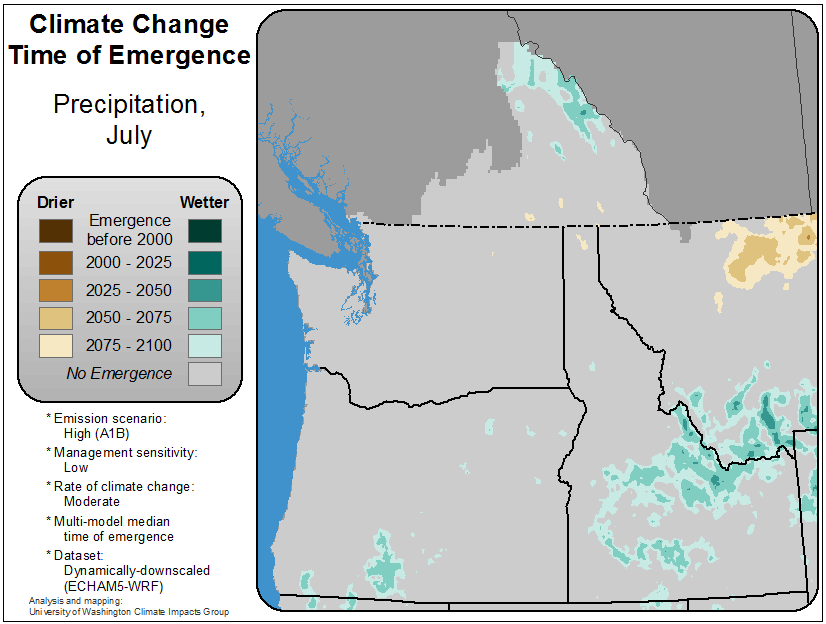 Climate Change
Time of Emergence
Precipitation,
July
Drier Wetter
Emergence
before 2000
2000 - 2025
2025 - 2050
2050 - 2075
2075 - 2100
No Emergence
* Emission scenario:
High (A1B)
* Management sensitivity:
Low
* Rate of climate change:
Moderate
* Multi-model median
time of emergence
* Dataset:
Dynamically-downscaled
(ECHAM5-WRF)
Analysis and mapping:
University of Washington Climate Impacts Group